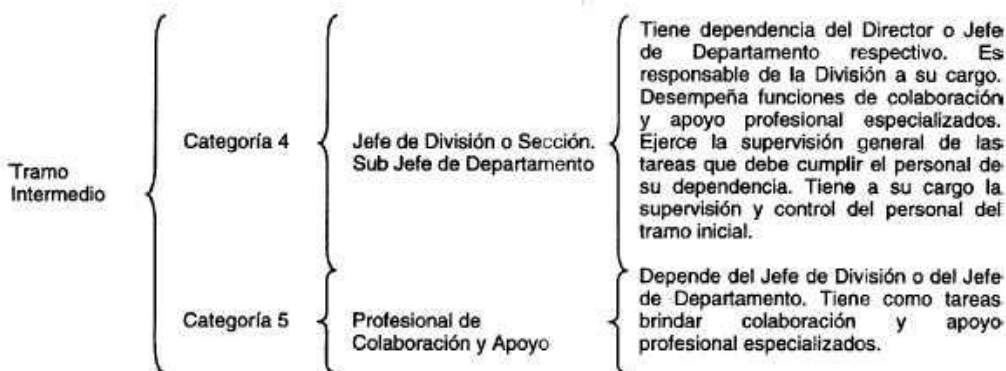 Tramo
Intermedio
Categoría 4
Jefe de División o Sección.
Sub Jefe de Departamento
Tiene dependencia del Director o Jefe
de Departamento respectivo. Es
responsable de la División a su cargo.
Desempeña funciones de colaboración
y apoyo profesional especializados.
Ejerce la supervisión general de las
tareas que debe cumplir el personal de
su dependencia. Tiene a su cargo la
supervisión y control del personal del
tramo inicial.
Categoría 5
Profesional de
Colaboración y Apoyo
Depende del Jefe de División o del Jefe
de Departamento. Tiene como tareas
brindar colaboración y apoyo
profesional especializados.